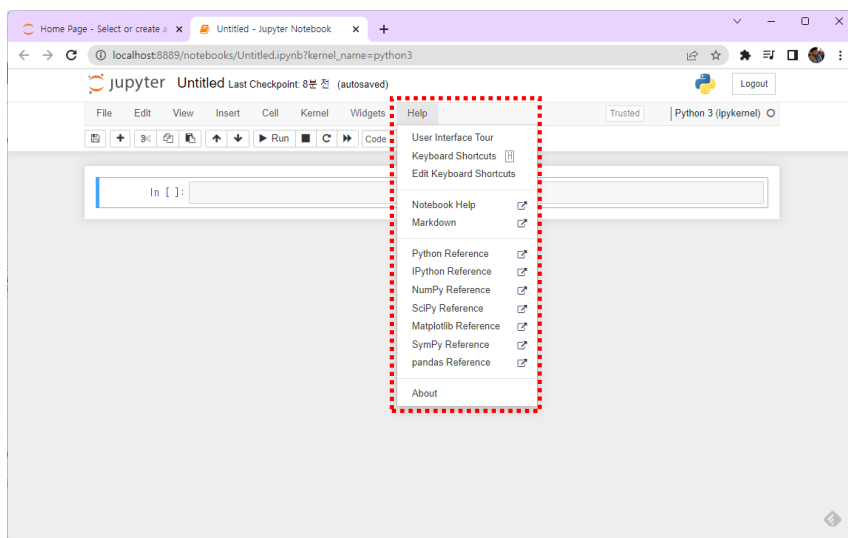 Home Page - Select or create a
Untitled - Jupyter Notebook
localhost:8889/notebooks/Untitled.ipynb?kernel_name=python3
jupyter Untitled Last Checkpoint: 8분 전 (autosaved)
Logout
File Edit View Insert Cell Kernel Widgets Help
Trusted
Python 3 (ipykernel)
Run
Code
User Interface Tour
Keyboard Shortcuts H
Edit Keyboard Shortcuts
In [ ]:
Notebook Help
Markdown
Python Reference
IPython Reference
NumPy Reference
SciPy Reference
Matplotlib Reference
SymPy Reference
pandas Reference
About